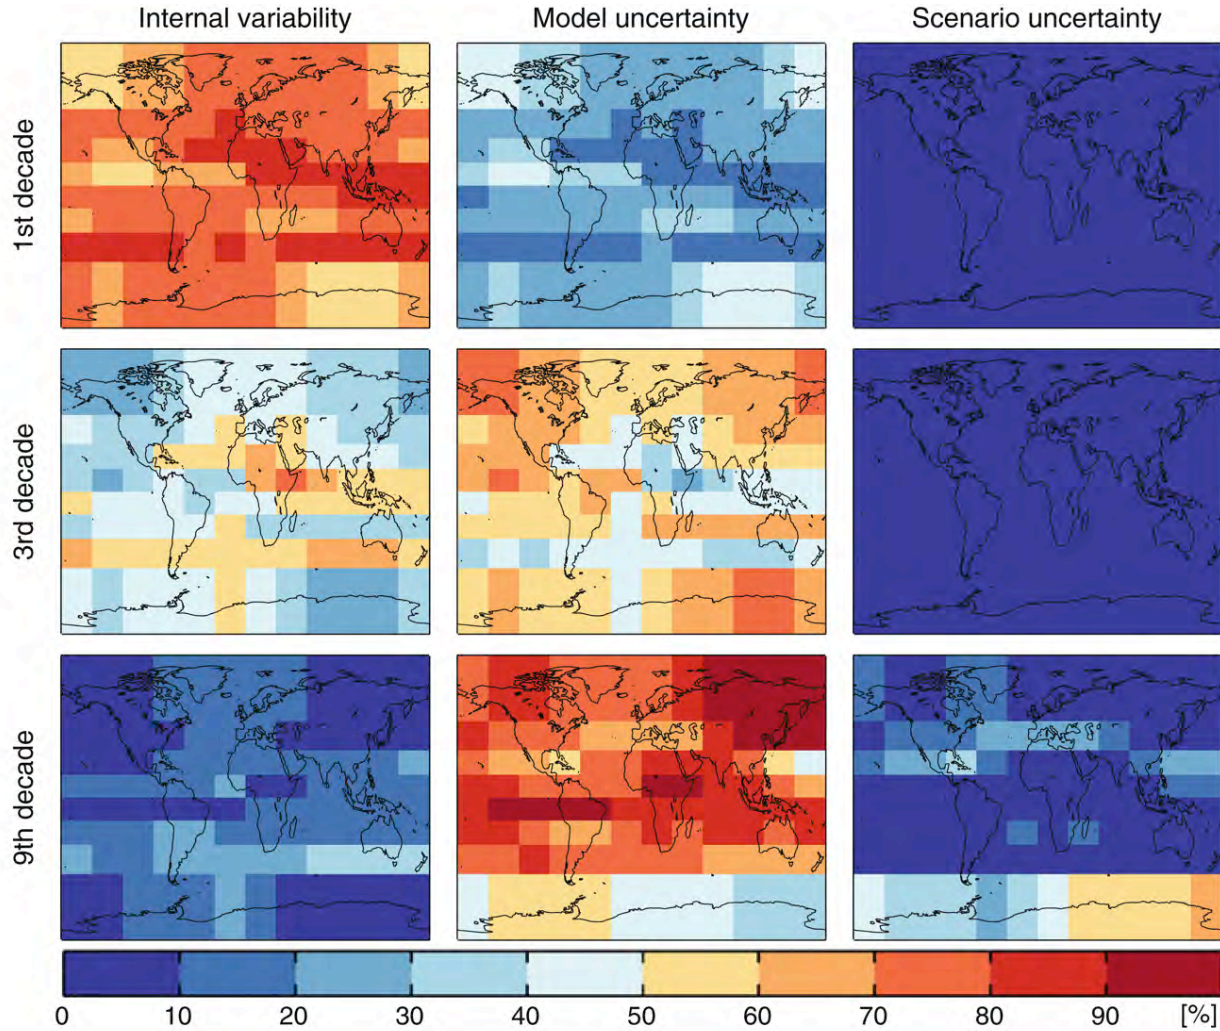 Internal variability Model uncertainty Scenario uncertainty
1st decade
3rd decade
9th decade
0 10 20 30 40 50 60 70 80 90 [%]